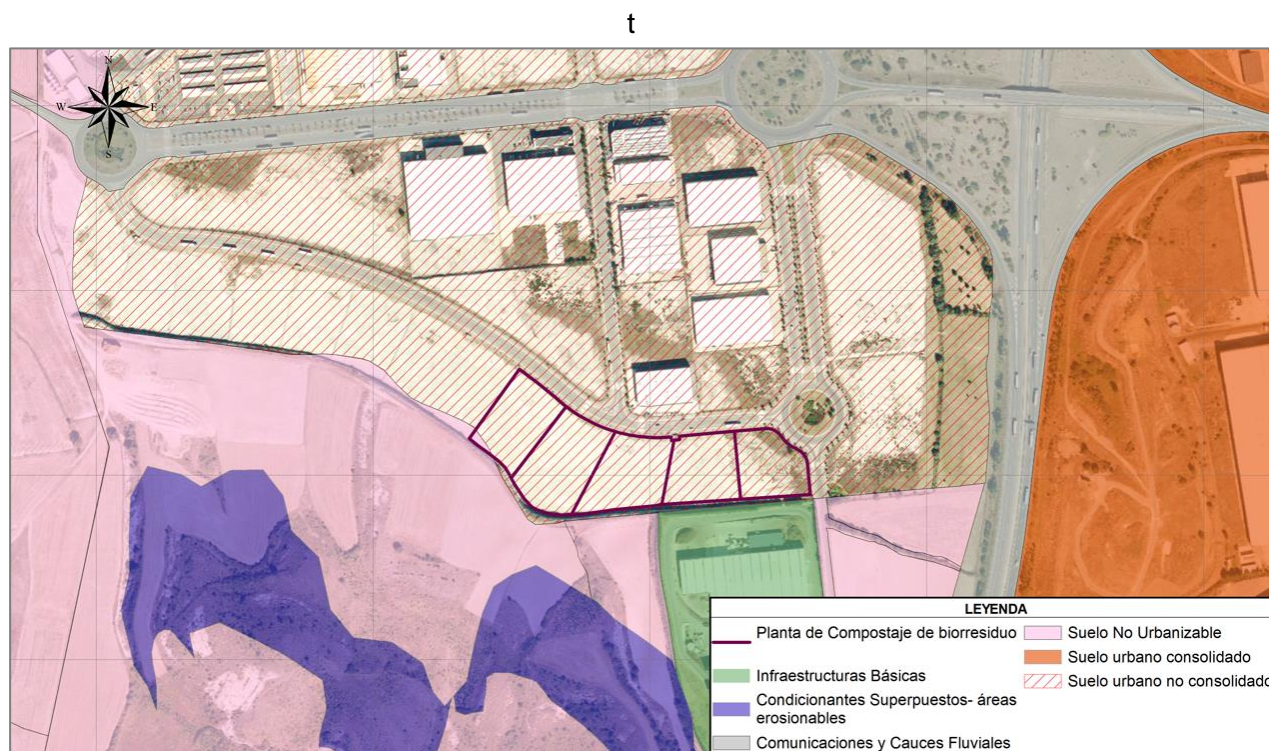 t
N
W
E
S
LEYENDA
Planta de Compostaje de biorresiduo
Infraestructuras Básicas
Condicionantes Superpuestos- áreas
erosionables
Comunicaciones y Cauces Fluviales
Suelo No Urbanizable
Suelo urbano consolidado
Suelo urbano no consolidado